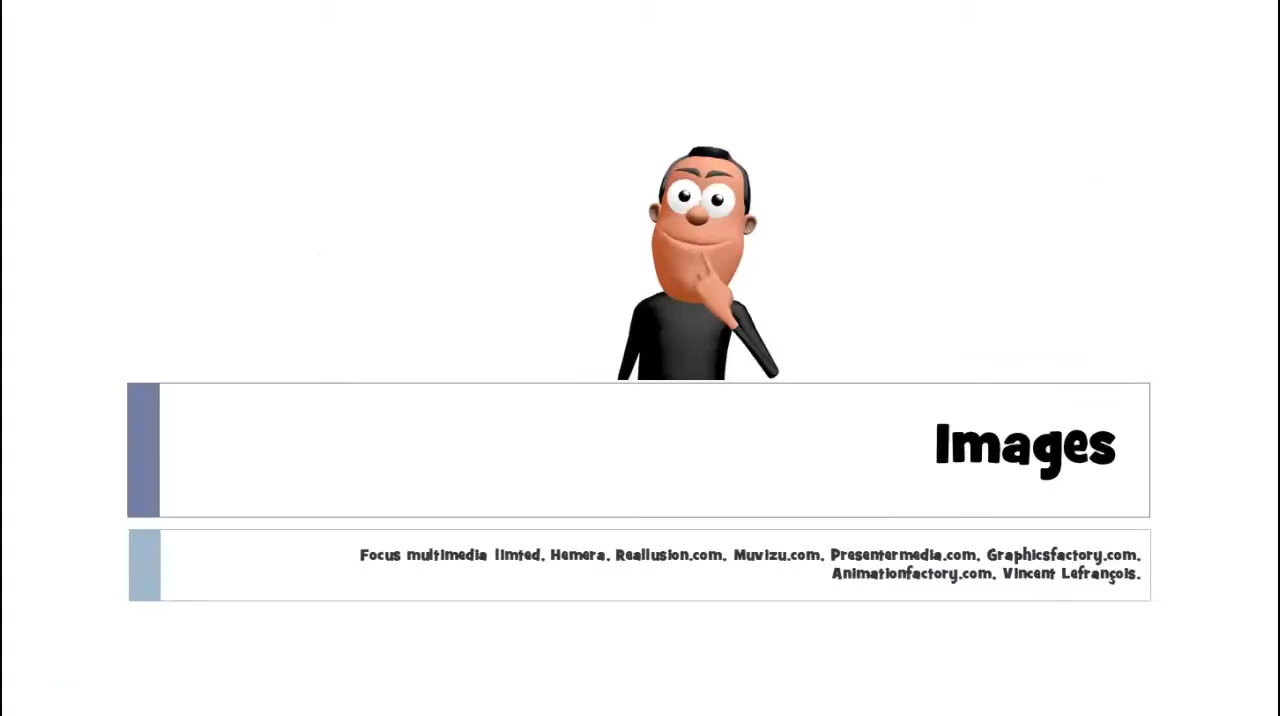 Images
Focus multimedia limted, Hemera, Reallusion.com, Muvizu.com, Presentermedia.com, Graphicsfactory.com,
Animationfactory.com, Vincent Lefrançois.